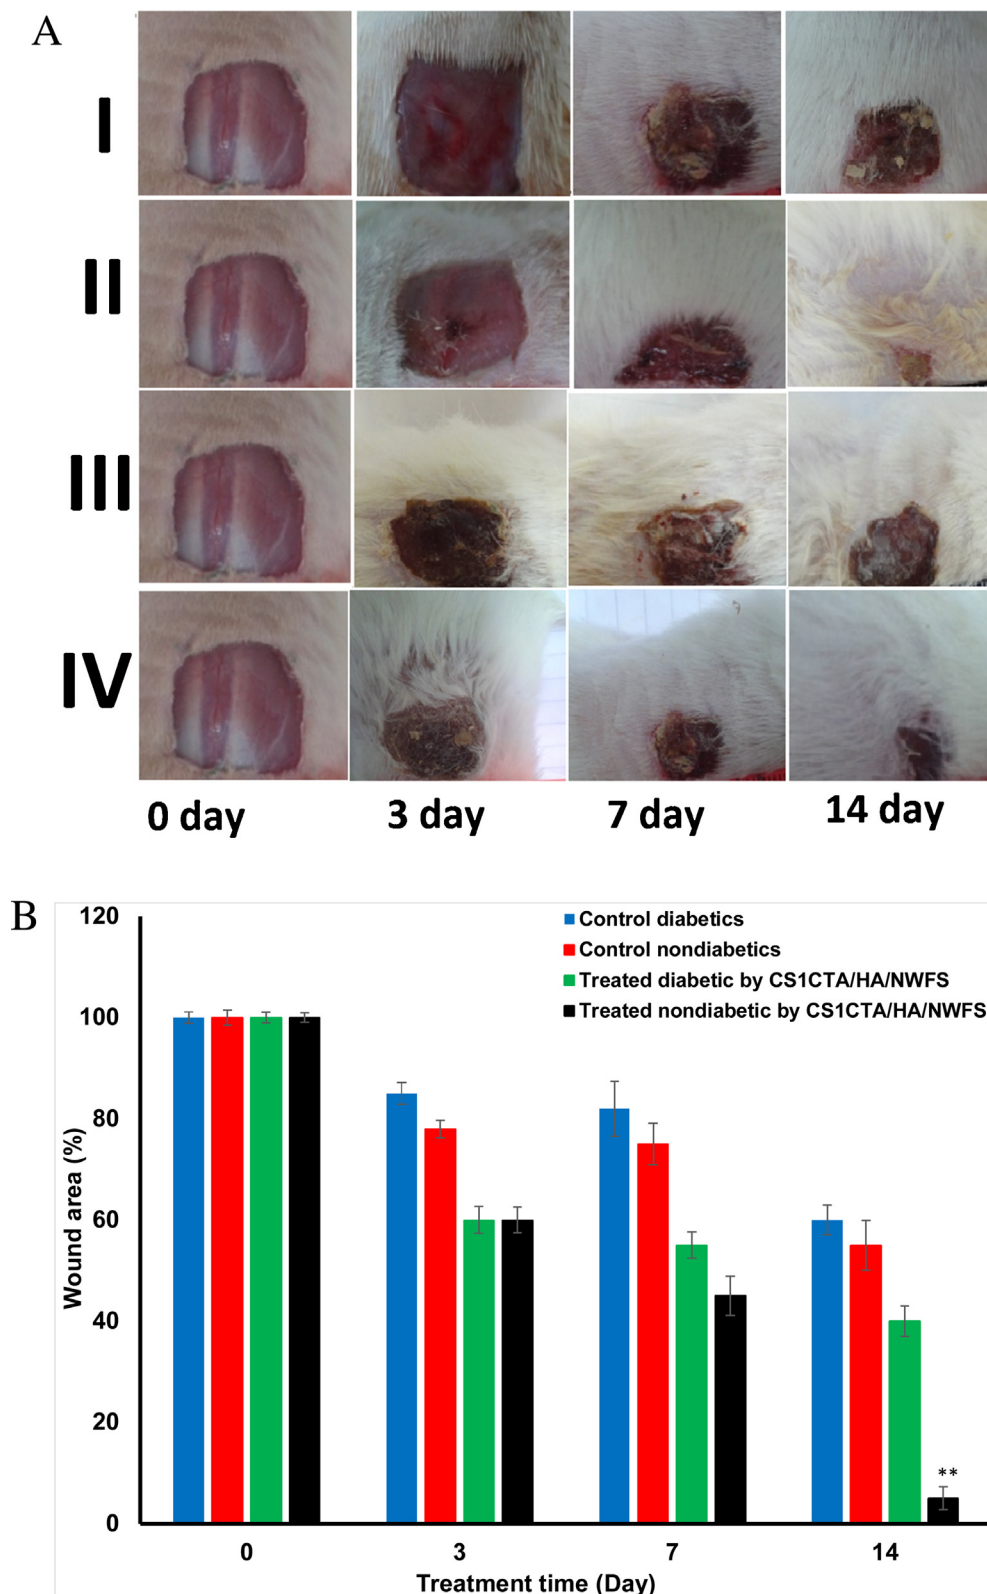 A
I
II
III
IV
0 day
3 day
7 day
14 day
B
120
100
80
60
40
20
0
Wound area (%)
Control diabetics
Control nondiabetics
Treated diabetic by CS1CTA/HA/NWFS
Treated nondiabetic by CS1CTA/HA/NWFS
**
0
3
7
14
Treatment time (Day)